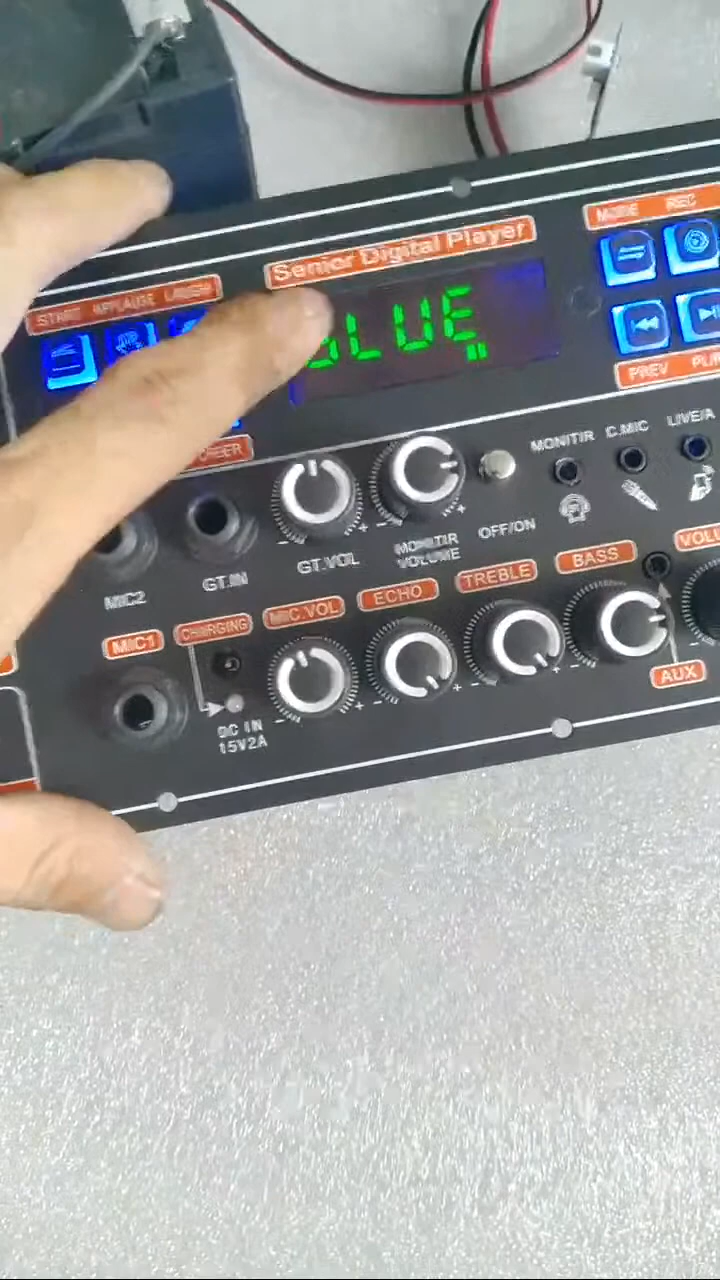 Senior Digital Player
MODE REC
START APPLAUSE LAUGH
BLUE
PREV
MONITIR C.MIC LIVE/A
MIC2 GT.IN GT.VOL MONITIR VOLUME OFF/ON
MIC1 CHARGING MIC.VOL ECHO TREBLE BASS
AUX
DC IN
15V2A